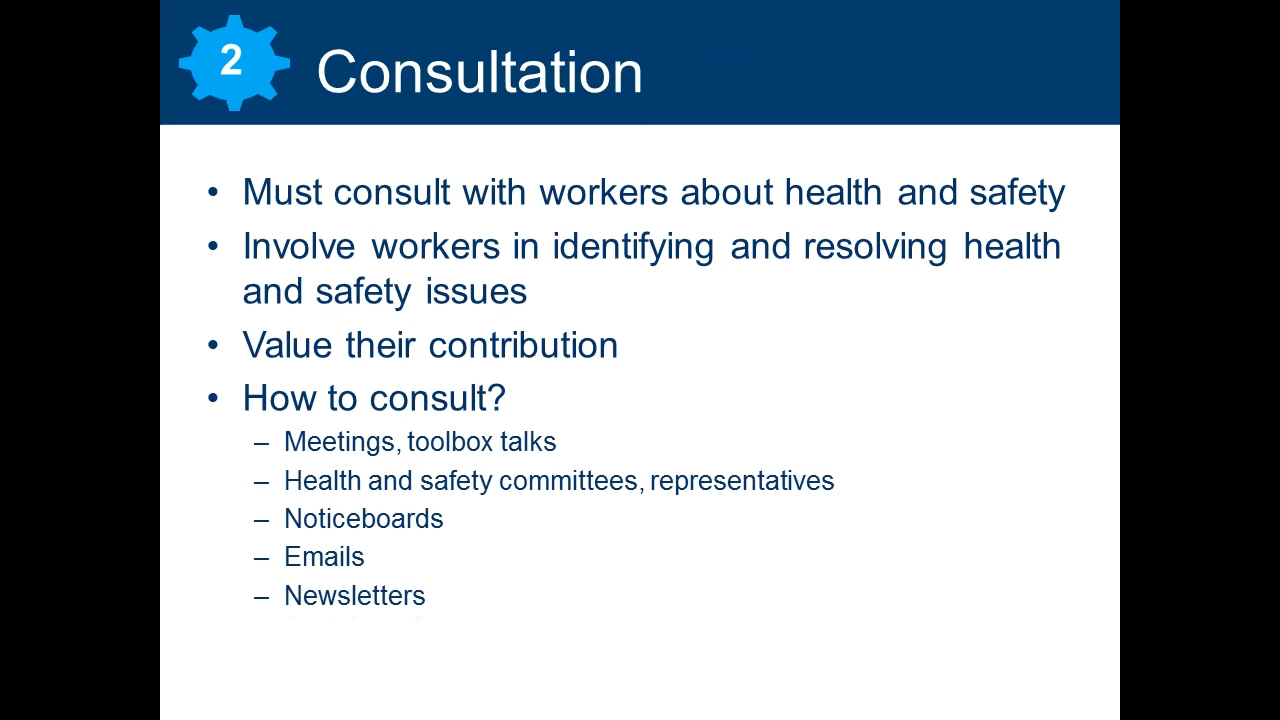 2
Consultation
• Must consult with workers about health and safety
• Involve workers in identifying and resolving health
and safety issues
• Value their contribution
• How to consult?
– Meetings, toolbox talks
– Health and safety committees, representatives
– Noticeboards
– Emails
– Newsletters